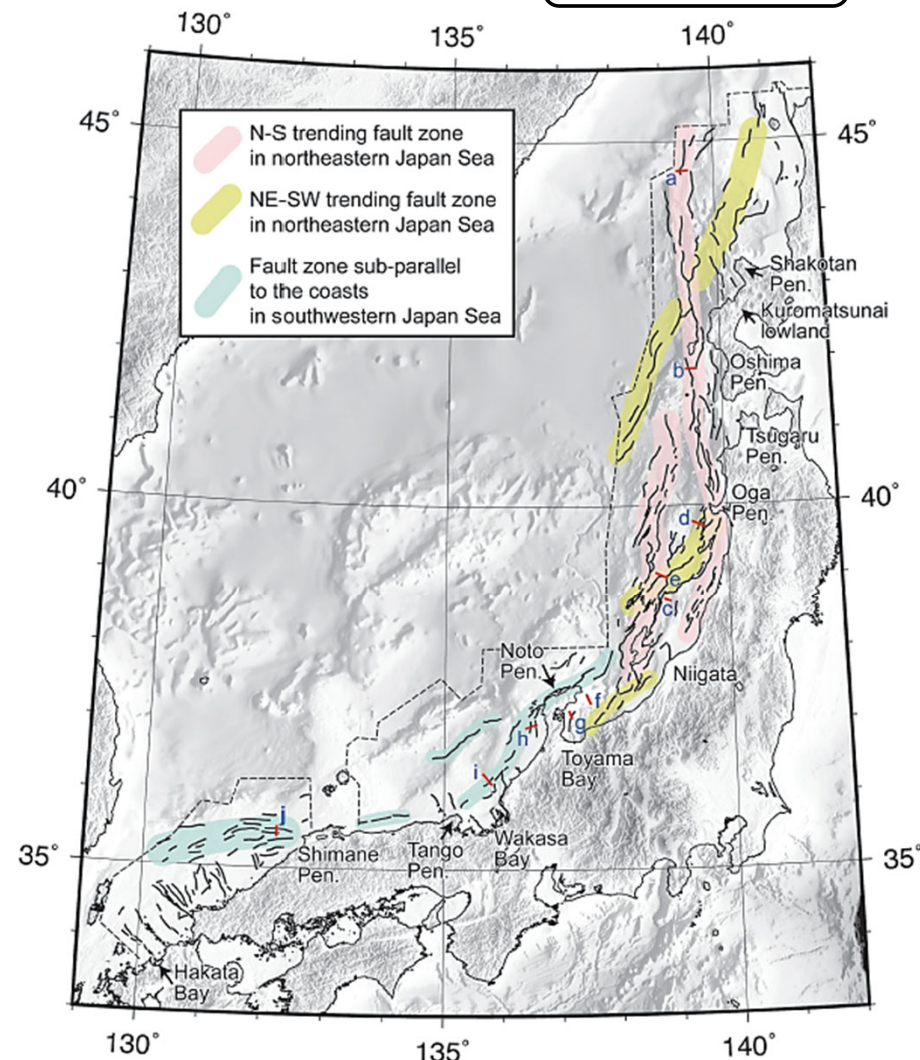 130°
135°
140°
45°
45°
N-S trending fault zone
in northeastern Japan Sea
NE-SW trending fault zone
in northeastern Japan Sea
Fault zone sub-parallel
to the coasts
in southwestern Japan Sea
a
Shakotan
Pen.
Kuromatsunai
lowland
b
Oshima
Pen.
Tsugaru
Pen.
40°
40°
Oga
Pen.
d
e
c
Noto
Pen.
Niigata
f
g
h
Toyama
Bay
i
j
Wakasa
Bay
Tango
Pen.
Shimane
Pen.
35°
35°
Hakata
Bay
130°
135°
140°